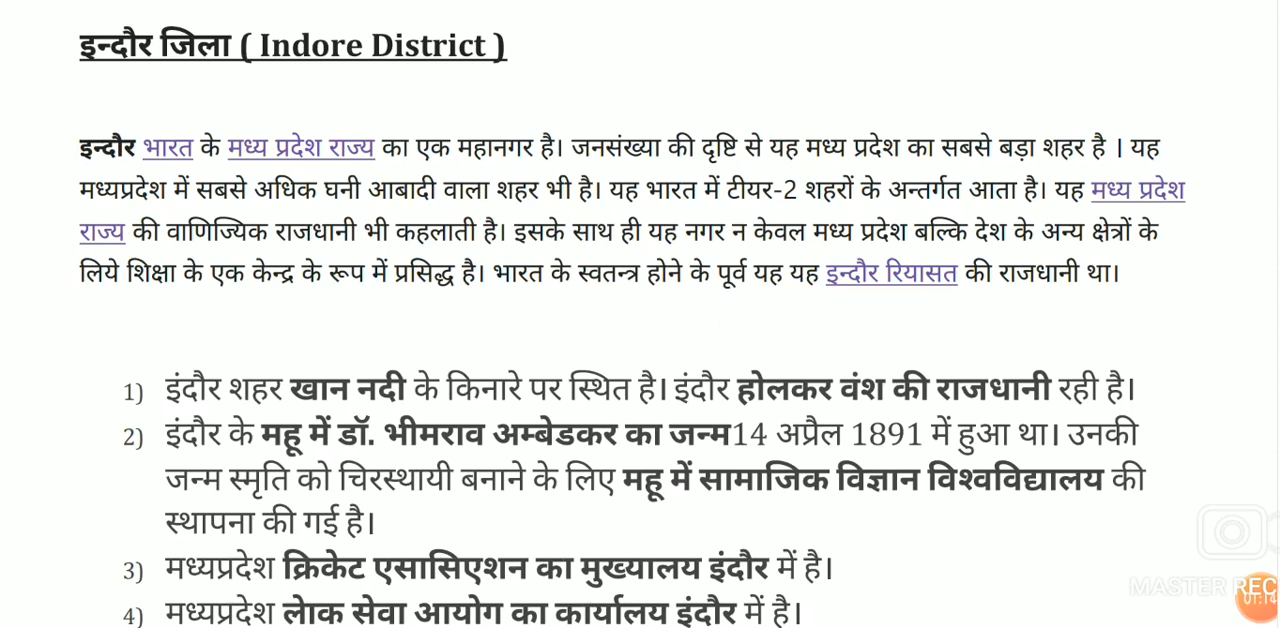 इन्दौर जिला ( Indore District )
इन्दौर भारत के मध्य प्रदेश राज्य का एक महानगर है। जनसंख्या की दृष्टि से यह मध्य प्रदेश का सबसे बड़ा शहर है । यह
मध्यप्रदेश में सबसे अधिक घनी आबादी वाला शहर भी है। यह भारत में टीयर-2 शहरों के अन्तर्गत आता है। यह मध्य प्रदेश
राज्य की वाणिज्यिक राजधानी भी कहलाती है। इसके साथ ही यह नगर न केवल मध्य प्रदेश बल्कि देश के अन्य क्षेत्रों के
लिये शिक्षा के एक केन्द्र के रूप में प्रसिद्ध है। भारत के स्वतन्त्र होने के पूर्व यह यह इन्दौर रियासत की राजधानी था।
1) इंदौर शहर खान नदी के किनारे पर स्थित है। इंदौर होलकर वंश की राजधानी रही है।
2) इंदौर के महू में डॉ. भीमराव अम्बेडकर का जन्म14 अप्रैल 1891 में हुआ था। उनकी
जन्म स्मृति को चिरस्थायी बनाने के लिए महू में सामाजिक विज्ञान विश्वविद्यालय की
स्थापना की गई है।
3) मध्यप्रदेश क्रिकेट एसासिएशन का मुख्यालय इंदौर में है।
4) मध्यप्रदेश लेाक सेवा आयोग का कार्यालय इंदौर में है।
MASTER REC